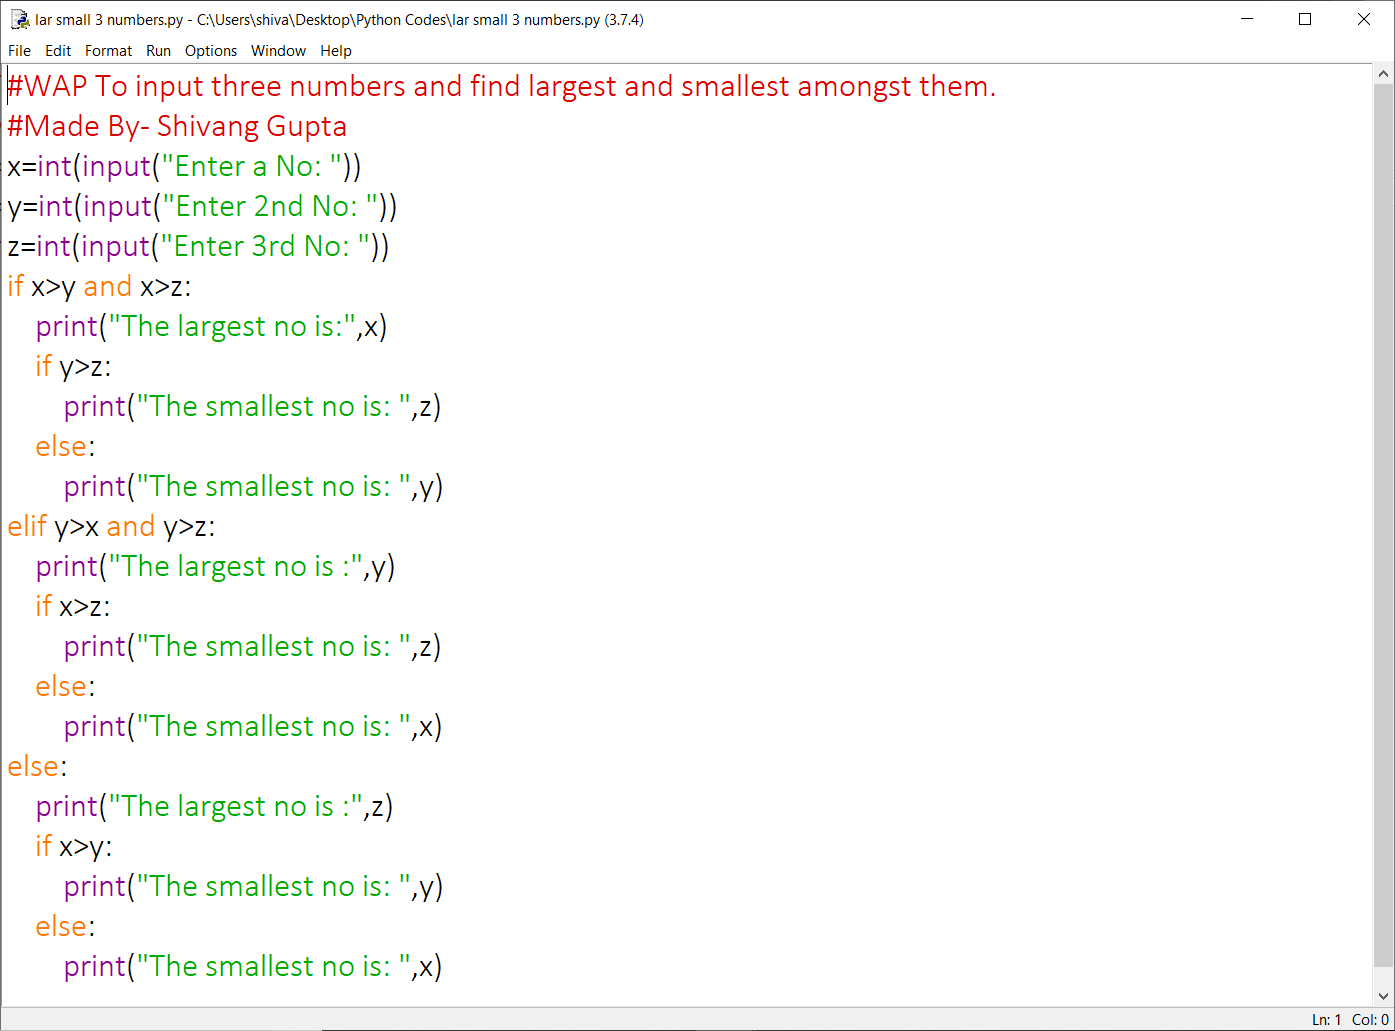 lar small 3 numbers.py - C:\Users\shiva\Desktop\Python Codes\lar small 3 numbers.py (3.7.4)
File Edit Format Run Options Window Help
#WAP To input three numbers and find largest and smallest amongst them.
#Made By- Shivang Gupta
x=int(input("Enter a No: "))
y=int(input("Enter 2nd No: "))
z=int(input("Enter 3rd No: "))
if x>y and x>z:
    print("The largest no is:",x)
    if y>z:
        print("The smallest no is: ",z)
    else:
        print("The smallest no is: ",y)
elif y>x and y>z:
    print("The largest no is :",y)
    if x>z:
        print("The smallest no is: ",z)
    else:
        print("The smallest no is: ",x)
else:
    print("The largest no is :",z)
    if x>y:
        print("The smallest no is: ",y)
    else:
        print("The smallest no is: ",x)
Ln: 1 Col: 0